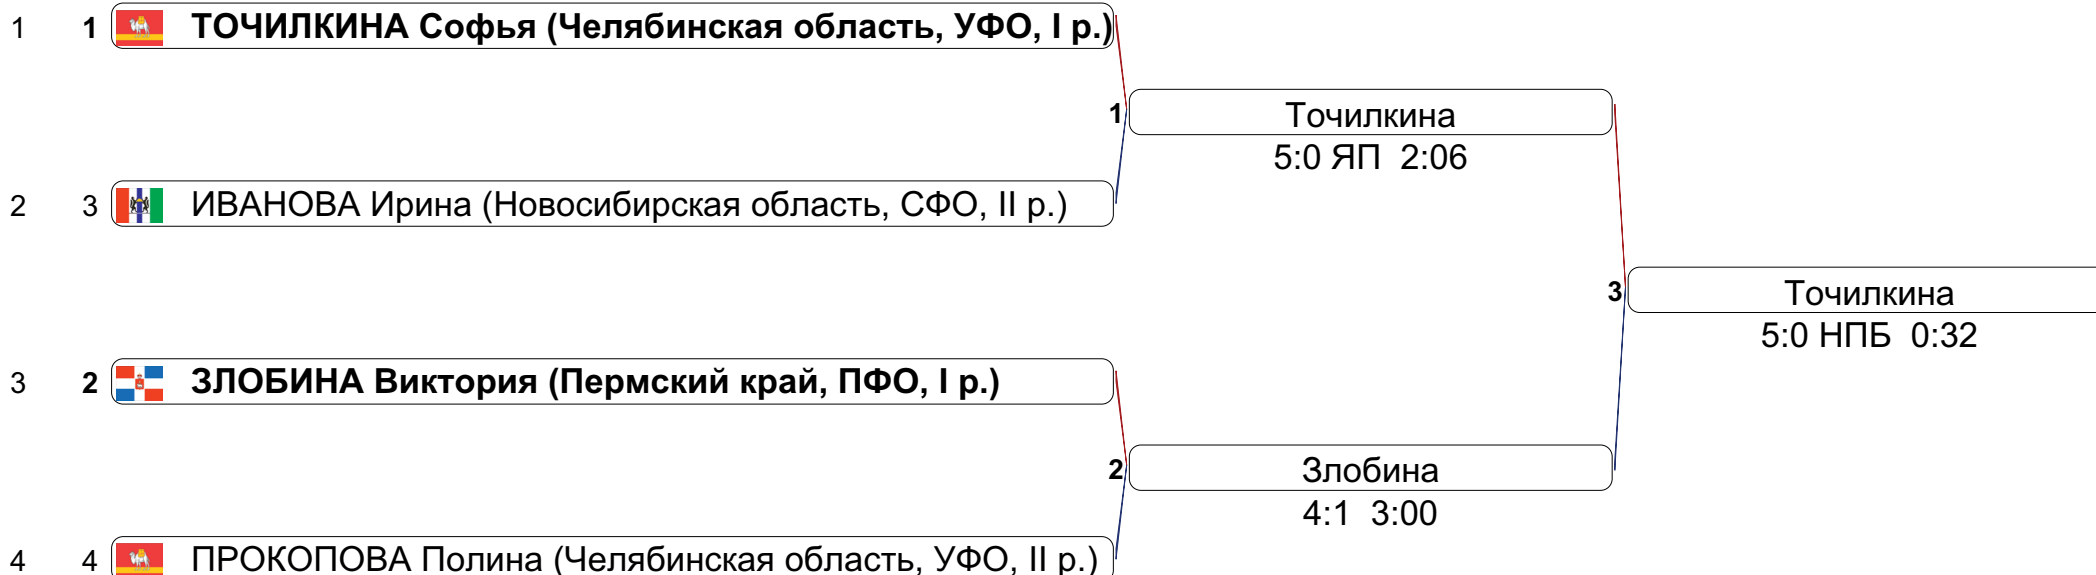 1 1 ТОЧИЛКИНА Софья (Челябинская область, УФО, I р.)
1 Точилкина
5:0 ЯП 2:06
2 3 ИВАНОВА Ирина (Новосибирская область, СФО, II р.)
3 Точилкина
5:0 НПБ 0:32
3 2 ЗЛОБИНА Виктория (Пермский край, ПФО, I р.)
2 Злобина
4:1 3:00
4 4 ПРОКОПОВА Полина (Челябинская область, УФО, II р.)